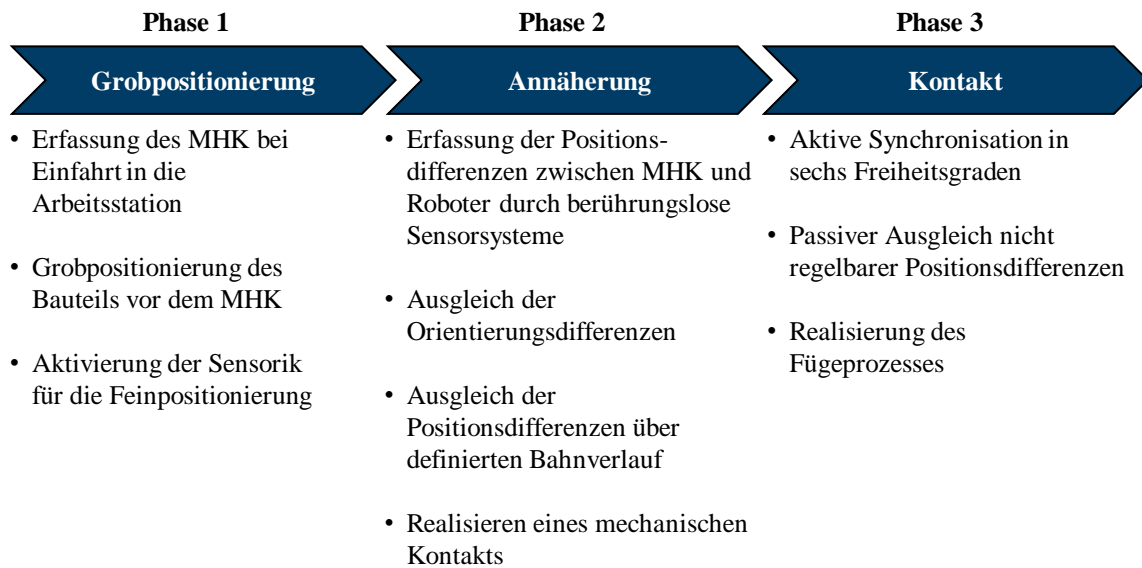 Phase 1
Phase 2
Phase 3
Grobpositionierung
Annäherung
Kontakt
• Erfassung des MHK bei
Einfahrt in die
Arbeitsstation
• Grobpositionierung des
Bauteils vor dem MHK
• Aktivierung der Sensorik
für die Feinpositionierung
• Erfassung der Positions-
differenzen zwischen MHK und
Roboter durch berührungslose
Sensorsysteme
• Ausgleich der
Orientierungsdifferenzen
• Ausgleich der
Positionsdifferenzen über
definierten Bahnverlauf
• Realisieren eines mechanischen
Kontakts
• Aktive Synchronisation in
sechs Freiheitsgraden
• Passiver Ausgleich nicht
regelbarer Positionsdifferenzen
• Realisierung des
Fügeprozesses